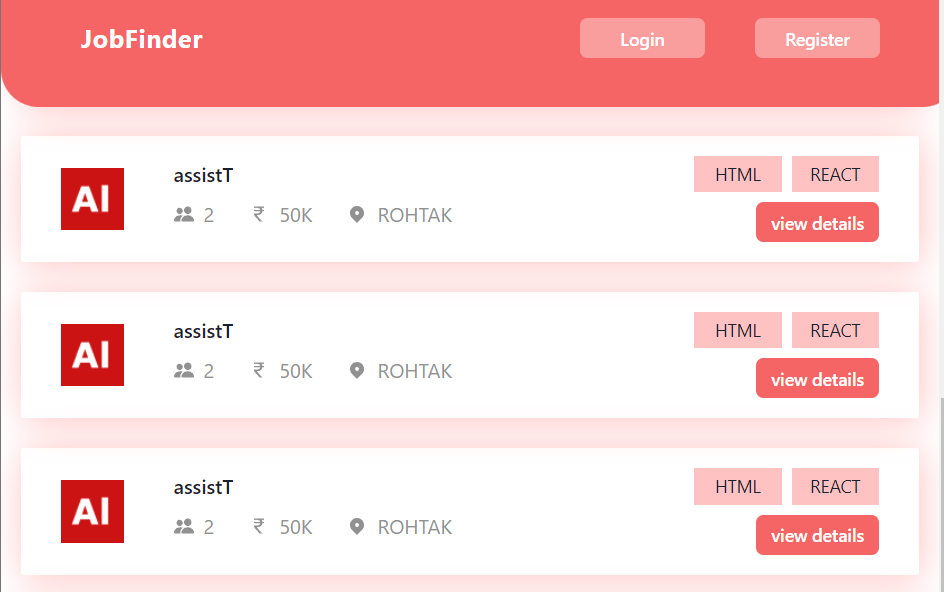 JobFinder Login Register
AI assistT HTML REACT
2 ₹ 50K ROHTAK view details
AI assistT HTML REACT
2 ₹ 50K ROHTAK view details
AI assistT HTML REACT
2 ₹ 50K ROHTAK view details